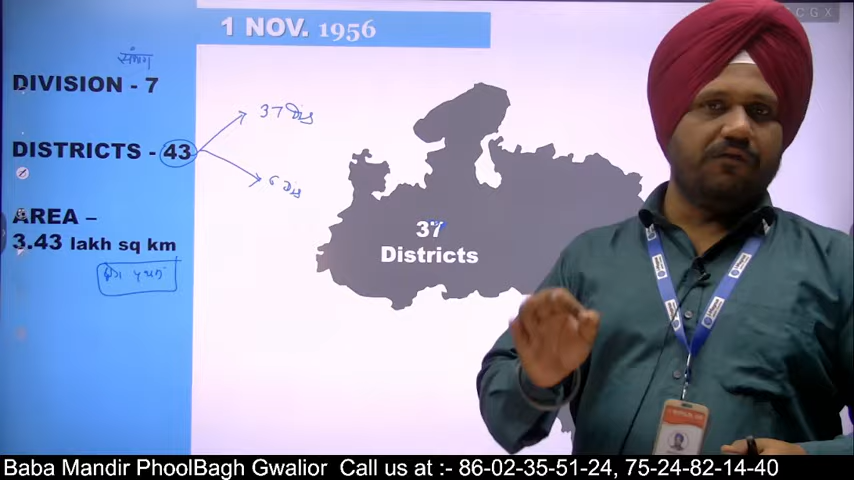 1 NOV. 1956
संभाग
DIVISION - 7
DISTRICTS - 43
37
6
AREA –
3.43 lakh sq km
37
Districts
Baba Mandir PhoolBagh Gwalior Call us at :- 86-02-35-51-24, 75-24-82-14-40